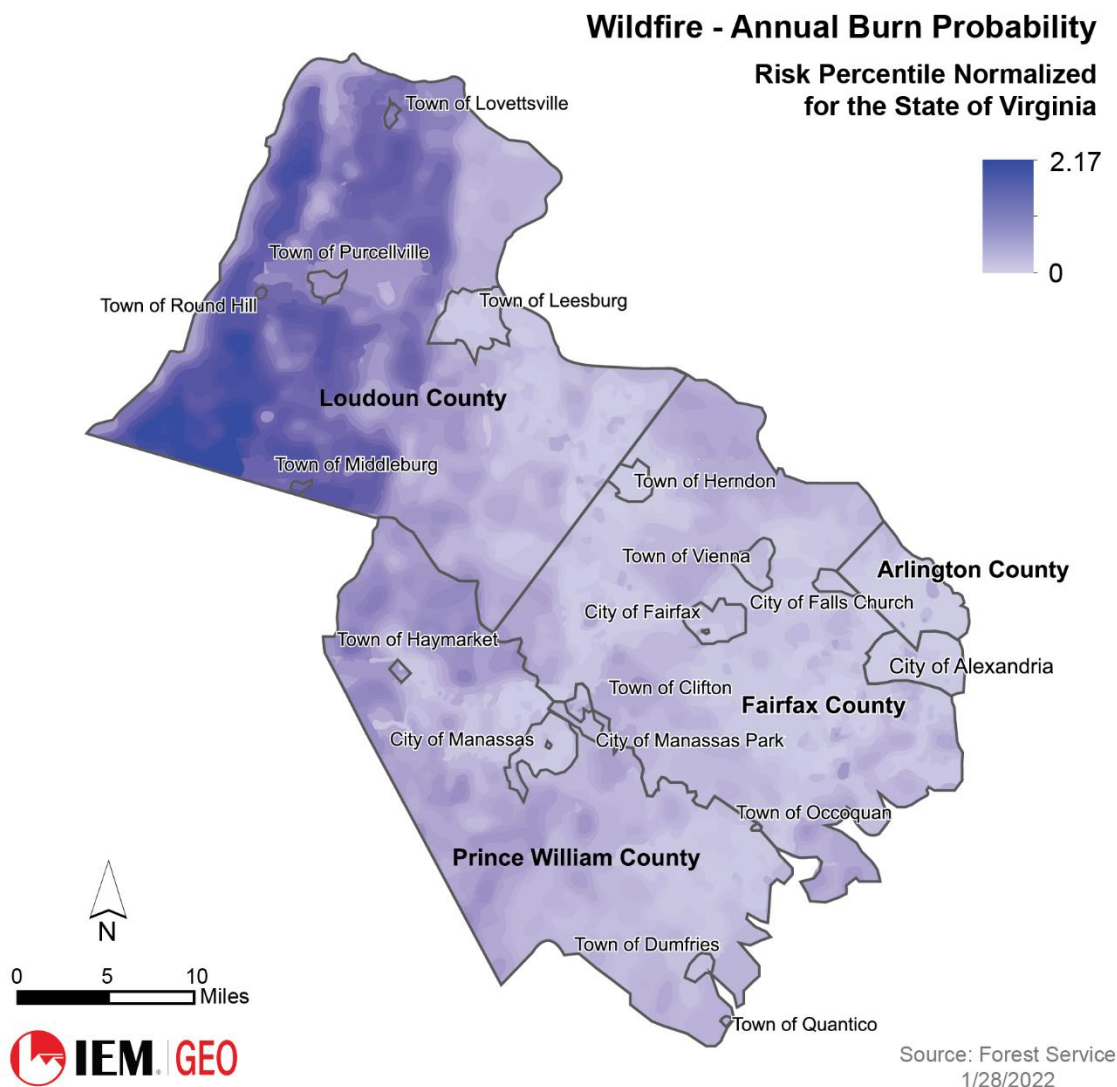 Wildfire - Annual Burn Probability
Risk Percentile Normalized
for the State of Virginia
2.17
0
Town of Lovettsville
Town of Purcellville
Town of Round Hill
Town of Leesburg
Loudoun County
Town of Middleburg
Town of Herndon
Town of Vienna
Arlington County
City of Falls Church
City of Fairfax
Town of Haymarket
City of Alexandria
Town of Clifton
Fairfax County
City of Manassas
City of Manassas Park
Town of Occoquan
Prince William County
Town of Dumfries
Town of Quantico
N
0 5 10
Miles
IEM GEO
Source: Forest Service
1/28/2022